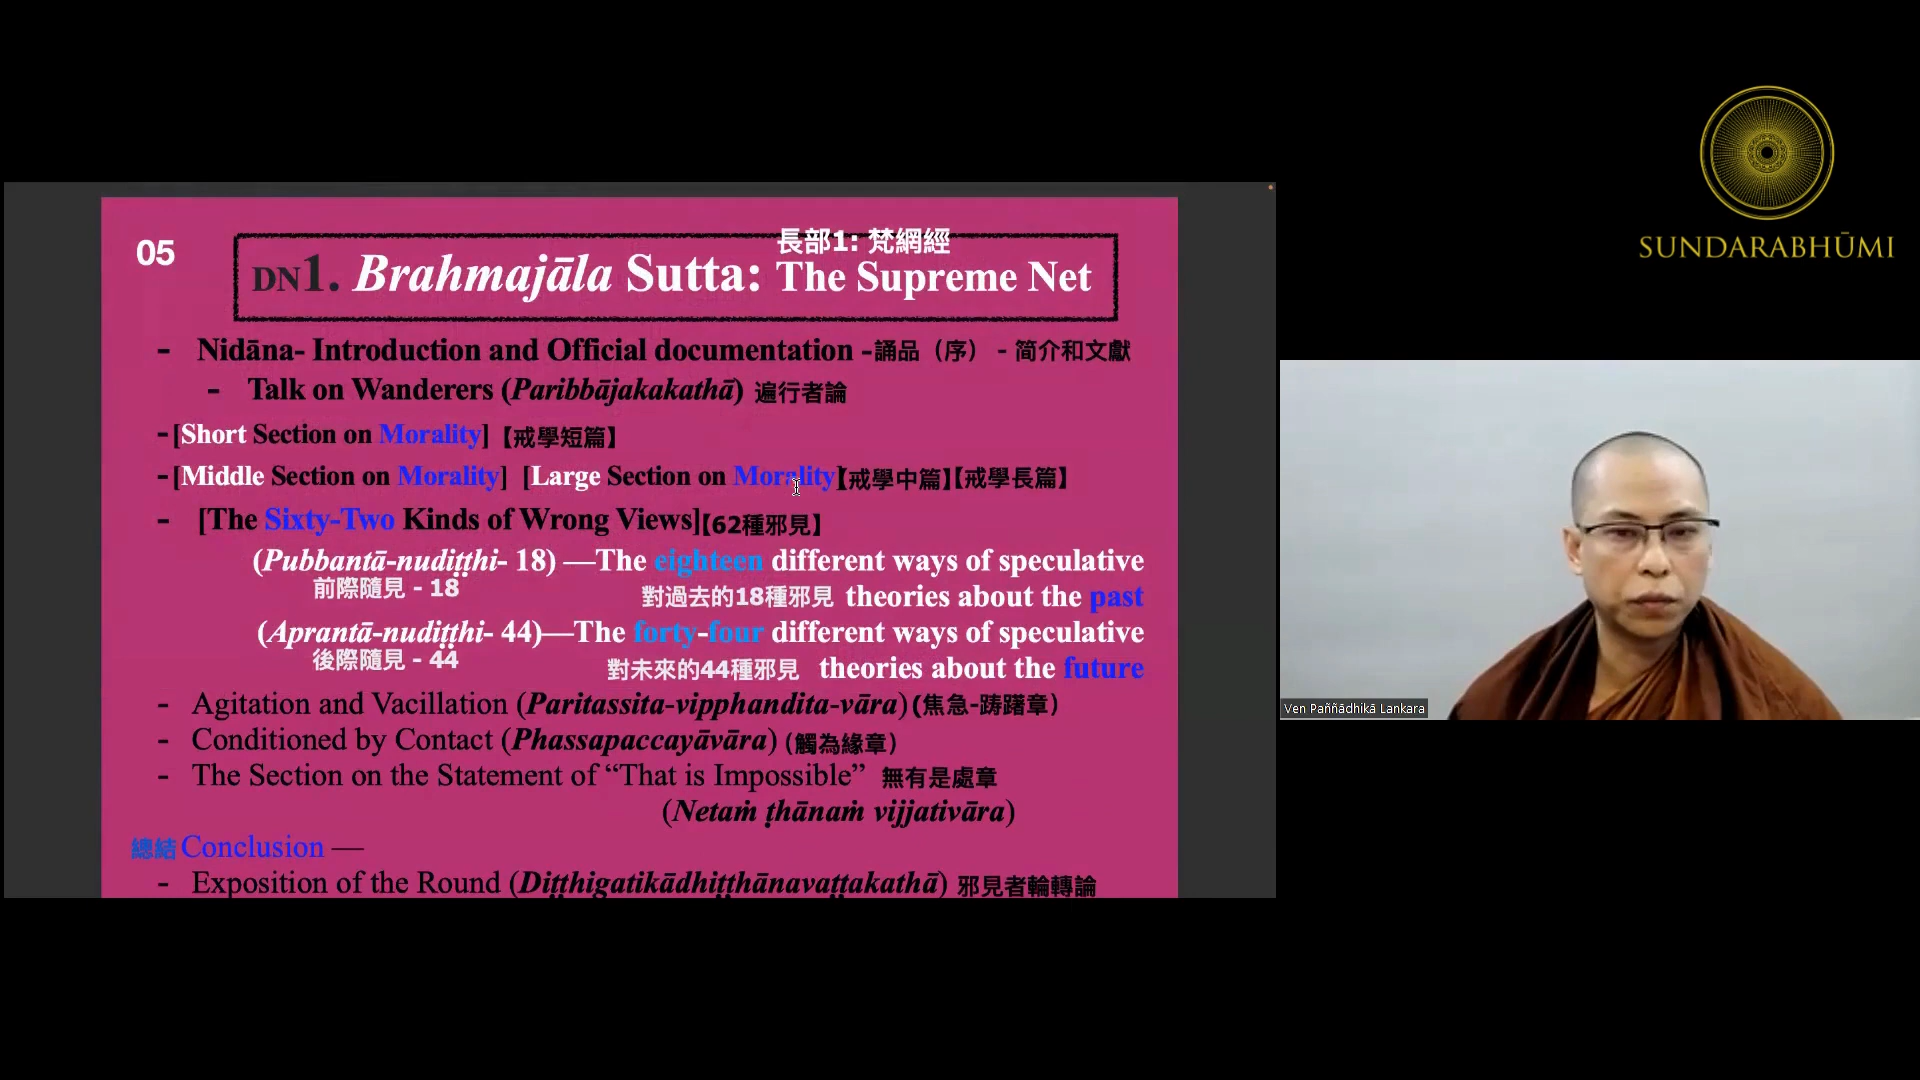 05
長部1: 梵網經
DN1. Brahmajāla Sutta: The Supreme Net
- Nidāna- Introduction and Official documentation -誦品（序） - 简介和文獻
- Talk on Wanderers (Paribbājakakathā) 遍行者論
-[Short Section on Morality] 【戒學短篇】
-[Middle Section on Morality] [Large Section on Morality]【戒學中篇】【戒學長篇】
- [The Sixty-Two Kinds of Wrong Views]【62種邪見】
(Pubbantā-nudiṭṭhi- 18) —The eighteen different ways of speculative
前際隨見 - 18 對過去的18種邪見 theories about the past
(Aprantā-nudiṭṭhi- 44)—The forty-four different ways of speculative
後際隨見 - 44 對未來的44種邪見 theories about the future
- Agitation and Vacillation (Paritassita-vipphandita-vāra) (焦急-踌躇章)
- Conditioned by Contact (Phassapaccayāvāra) (觸為緣章)
- The Section on the Statement of “That is Impossible” 無有是處章
(Netaṁ ṭhānaṁ vijjativāra)
總結 Conclusion —
- Exposition of the Round (Diṭṭhigatikādhiṭṭhānavaṭṭakathā) 邪見者輪轉論
SUNDARABHŪMI
Ven Paññādhikā Lankara